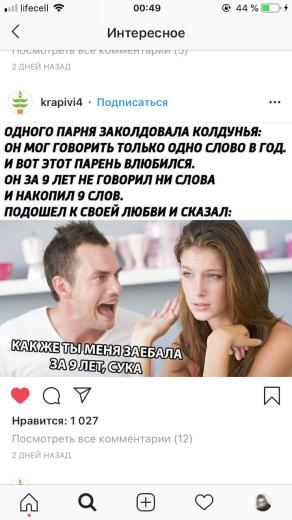 lifecell 00:49 44 %
Интересное
Посмотреть все комментарии (5)
2 ДНЕЙ НАЗАД
krapivi4 • Подписаться
ОДНОГО ПАРНЯ ЗАКОЛДОВАЛА КОЛДУНЬЯ:
ОН МОГ ГОВОРИТЬ ТОЛЬКО ОДНО СЛОВО В ГОД.
И ВОТ ЭТОТ ПАРЕНЬ ВЛЮБИЛСЯ.
ОН ЗА 9 ЛЕТ НЕ ГОВОРИЛ НИ СЛОВА
И НАКОПИЛ 9 СЛОВ.
ПОДОШЕЛ К СВОЕЙ ЛЮБВИ И СКАЗАЛ:
КАК ЖЕ ТЫ МЕНЯ ЗАЕБАЛА
ЗА 9 ЛЕТ, СУКА
Нравится: 1 027
Посмотреть все комментарии (12)
2 ДНЕЙ НАЗАД